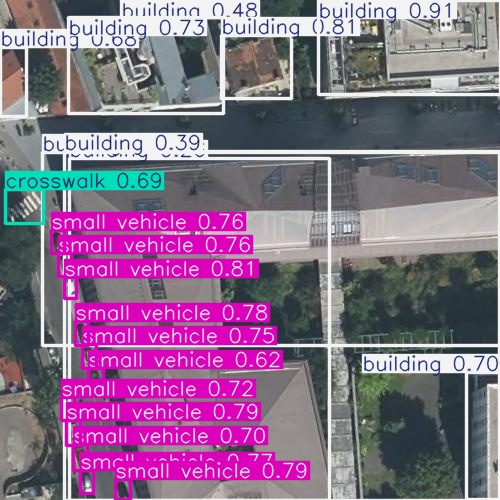 building 0.48
building 0.91
building 0.73
building 0.81
building 0.68
building 0.39
crosswalk 0.69
small vehicle 0.76
small vehicle 0.76
small vehicle 0.81
small vehicle 0.78
small vehicle 0.75
small vehicle 0.62
building 0.70
small vehicle 0.72
small vehicle 0.79
small vehicle 0.70
small vehicle 0.77
small vehicle 0.79